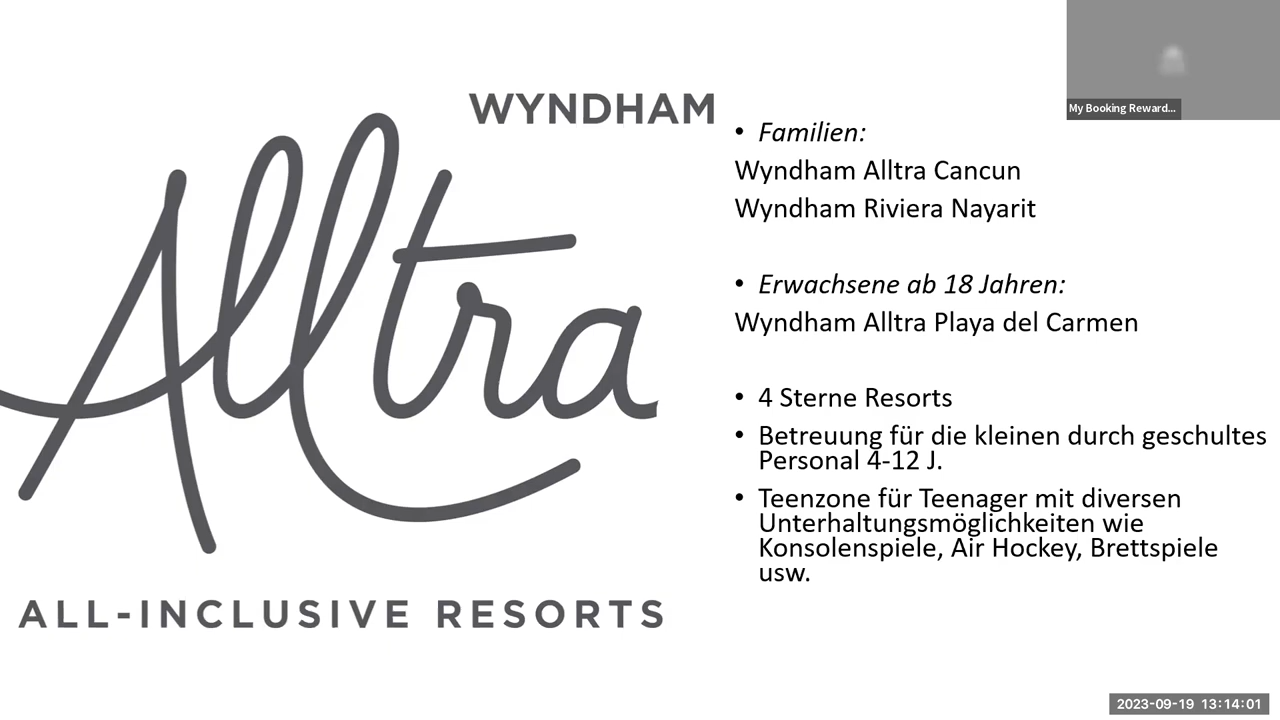 WYNDHAM
Alltra
ALL-INCLUSIVE RESORTS
My Booking Reward...
• Familien:
Wyndham Alltra Cancun
Wyndham Riviera Nayarit
• Erwachsene ab 18 Jahren:
Wyndham Alltra Playa del Carmen
• 4 Sterne Resorts
• Betreuung für die kleinen durch geschultes
Personal 4-12 J.
• Teenzone für Teenager mit diversen
Unterhaltungsmöglichkeiten wie
Konsolenspiele, Air Hockey, Brettspiele
usw.
2023-09-19 13:14:01